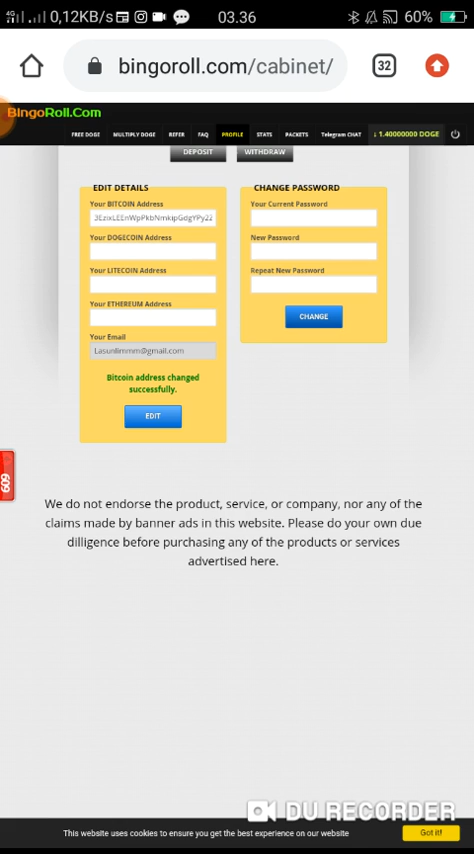 4G 0,12KB/s 03.36 60%
bingoroll.com/cabinet/ 32
BingoRoll.Com
FREE DOGE MULTIPLY DOGE REFER FAQ PROFILE STATS PACKETS Telegram CHAT ↓ 1.40000000 DOGE
DEPOSIT WITHDRAW
EDIT DETAILS
Your BITCOIN Address
Your DOGECOIN Address
Your LITECOIN Address
Your ETHEREUM Address
Your Email
Lasunlimmm@gmail.com
Bitcoin address changed
successfully.
EDIT
CHANGE PASSWORD
Your Current Password
New Password
Repeat New Password
CHANGE
609
We do not endorse the product, service, or company, nor any of the
claims made by banner ads in this website. Please do your own due
dilligence before purchasing any of the products or services
advertised here.
DU RECORDER
This website uses cookies to ensure you get the best experience on our website Got it!